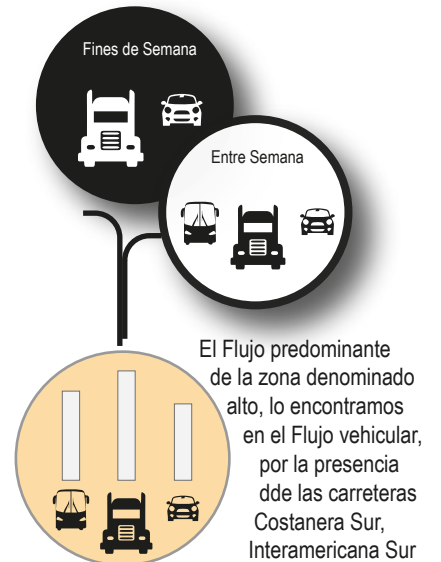 Fines de Semana
Entre Semana
El Flujo predominante
de la zona denominado
alto, lo encontramos
en el Flujo vehicular,
por la presencia
dde las carreteras
Costanera Sur,
Interamericana Sur